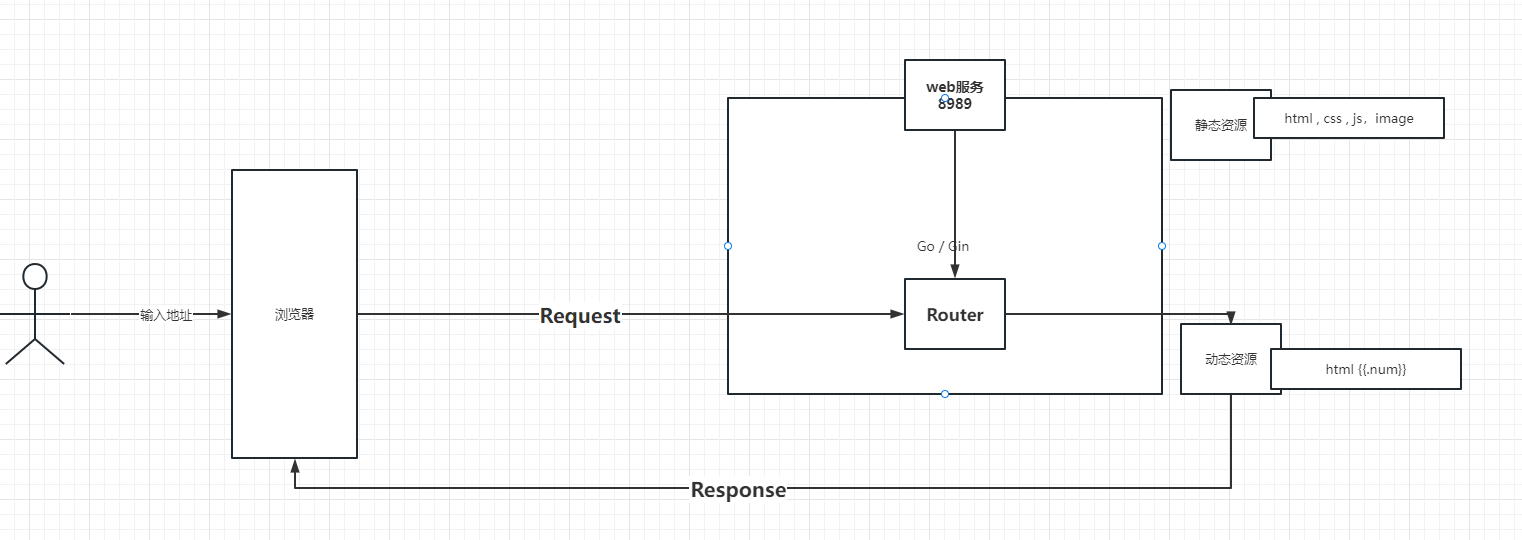 web服务
8989
静态资源
html , css , js，image
Go / Gin
输入地址
浏览器
Request
Router
动态资源
html {{.num}}
Response